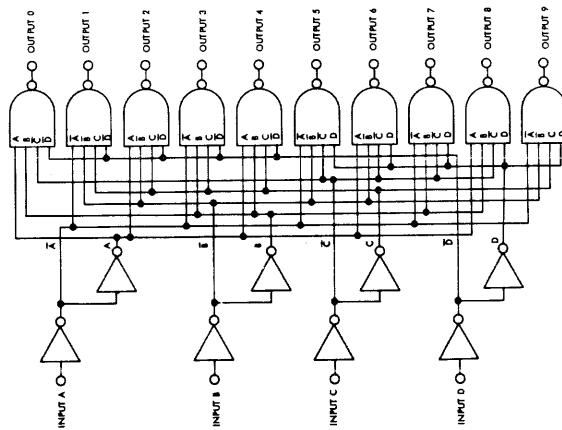 OUTPUT 0
OUTPUT 1
OUTPUT 2
OUTPUT 3
OUTPUT 4
OUTPUT 5
OUTPUT 6
OUTPUT 7
OUTPUT 8
OUTPUT 9
A B C̅ D̅
A̅ B̅ C D̅
A B̅ C D̅
A̅ B C D̅
A B C D̅
A̅ B̅ C̅ D
A B̅ C̅ D
A̅ B C̅ D
A B C̅ D
A̅ B̅ C D
A̅
A
B̅
B
C̅
C
D̅
D
INPUT A
INPUT B
INPUT C
INPUT D